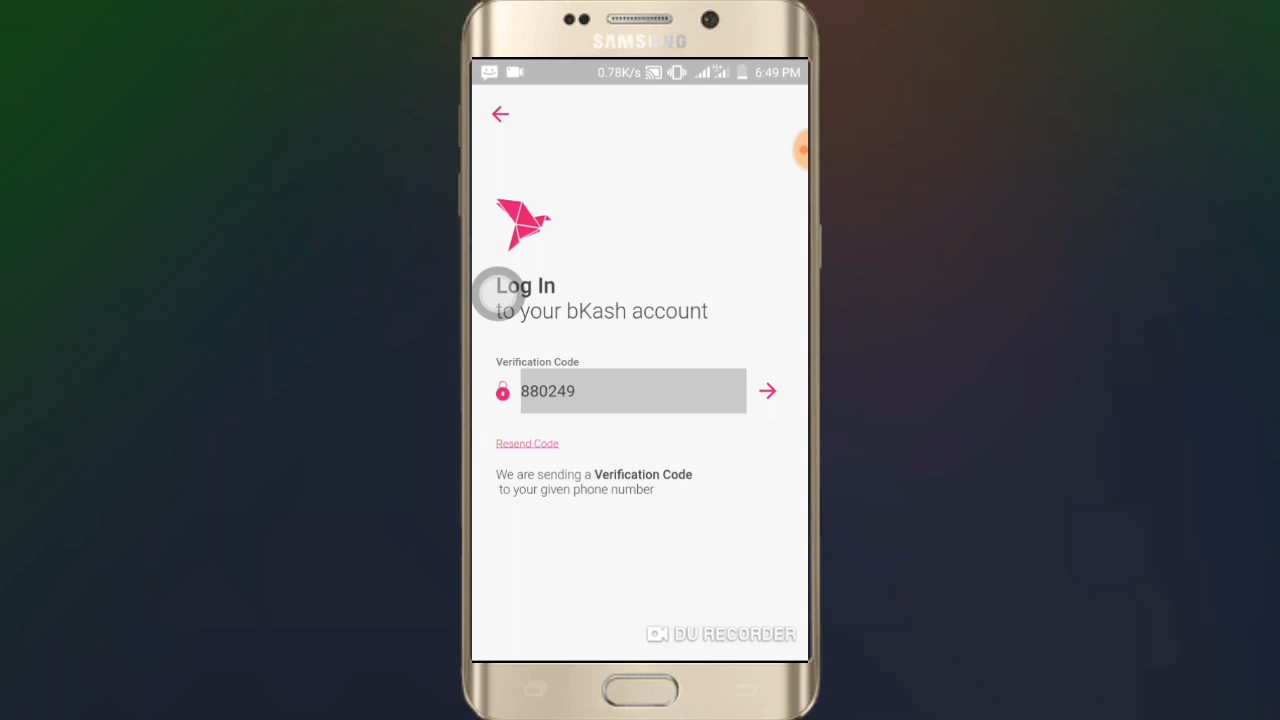 SAMSUNG
0.78K/s
6:49 PM
Log In
to your bKash account
Verification Code
880249
Resend Code
We are sending a Verification Code
to your given phone number
DU RECORDER